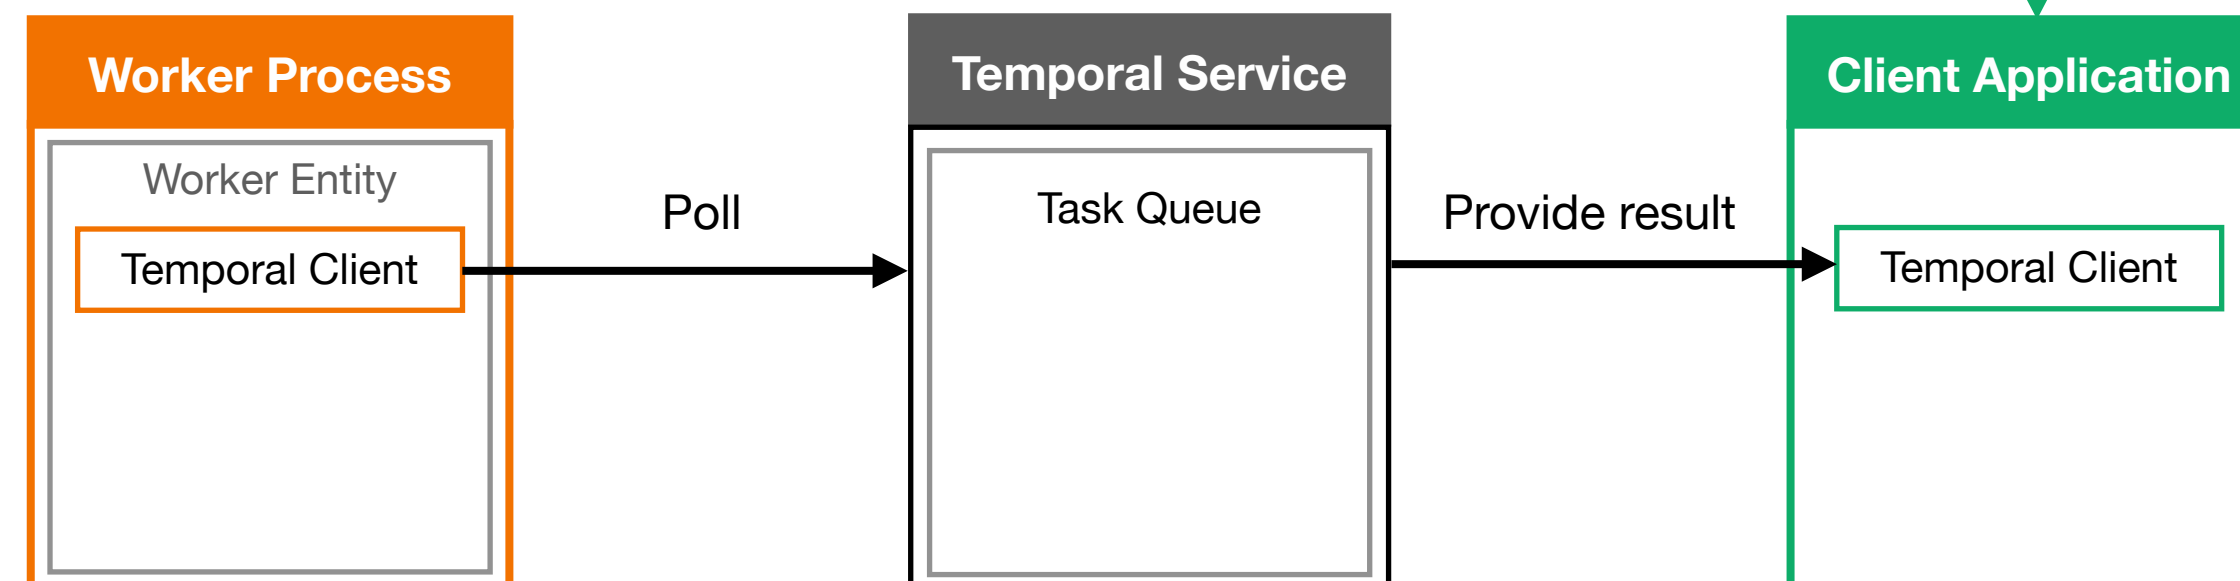 Worker Process
Temporal Service
Client Application
Worker Entity
Poll
Task Queue
Provide result
Temporal Client
Temporal Client